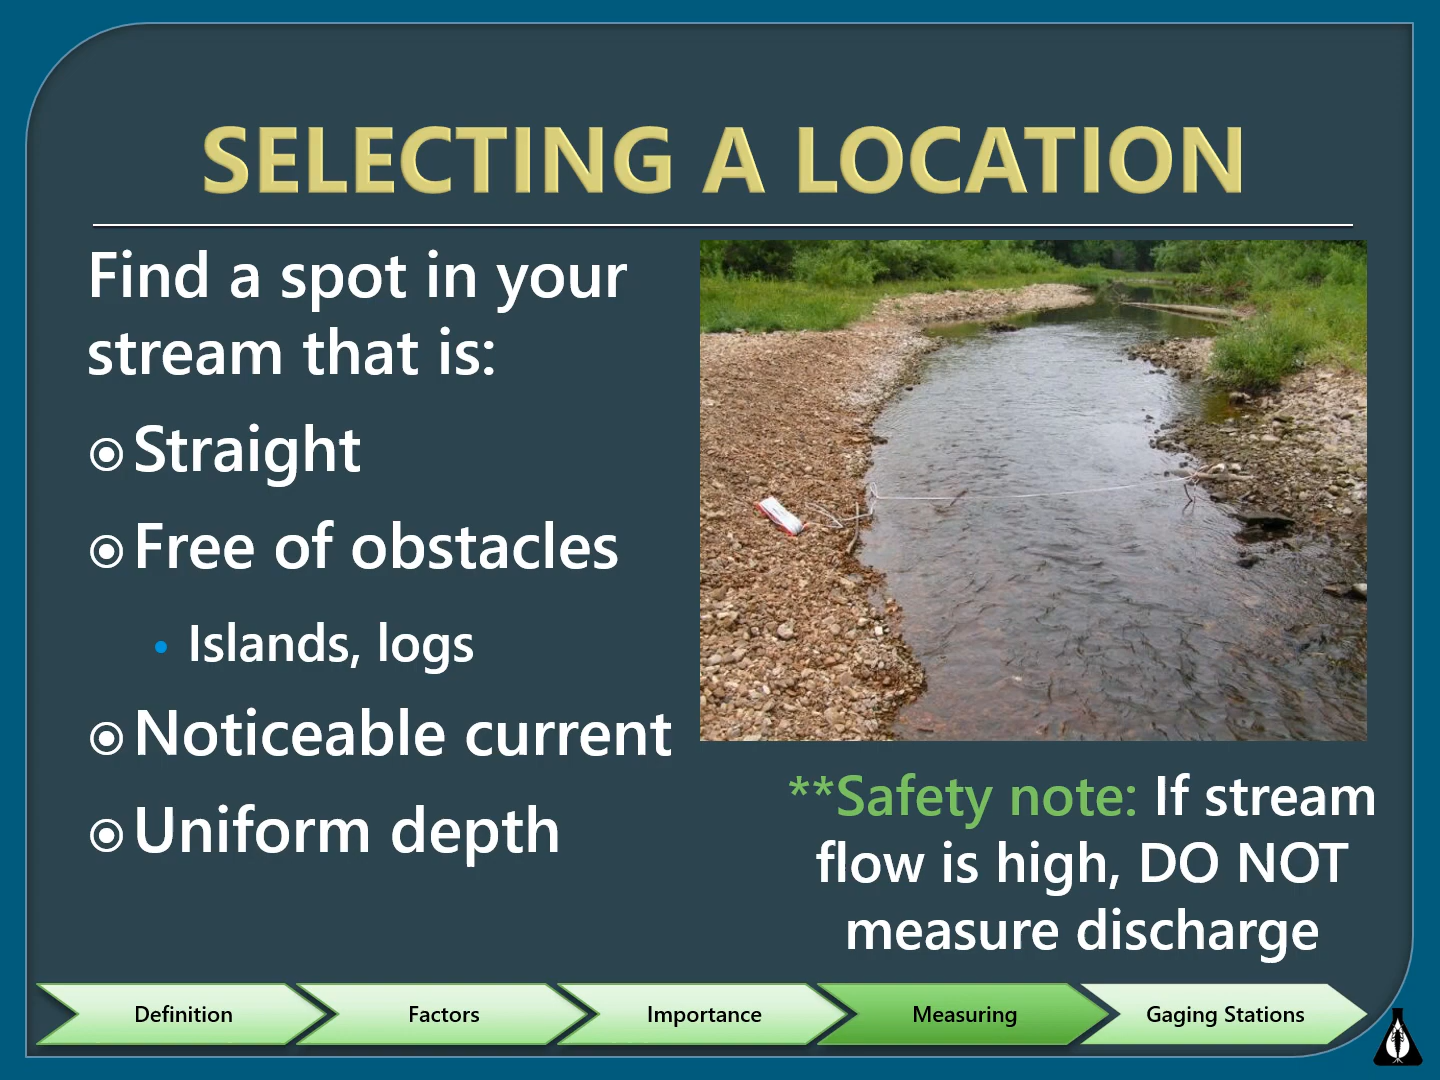 SELECTING A LOCATION
Find a spot in your
stream that is:
Straight
Free of obstacles
Islands, logs
Noticeable current
Uniform depth
**Safety note: If stream
flow is high, DO NOT
measure discharge
Definition
Factors
Importance
Measuring
Gaging Stations